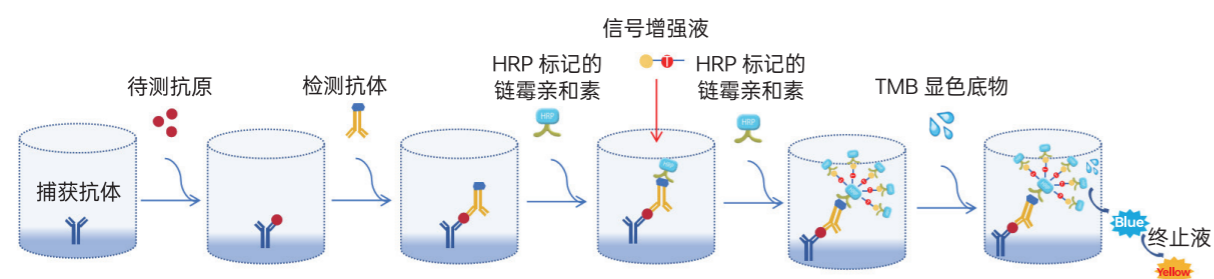 信号增强液
待测抗原
检测抗体
HRP 标记的
链霉亲和素
T
HRP 标记的
链霉亲和素
TMB 显色底物
HRP
HRP
捕获抗体
Blue
终止液
Yellow